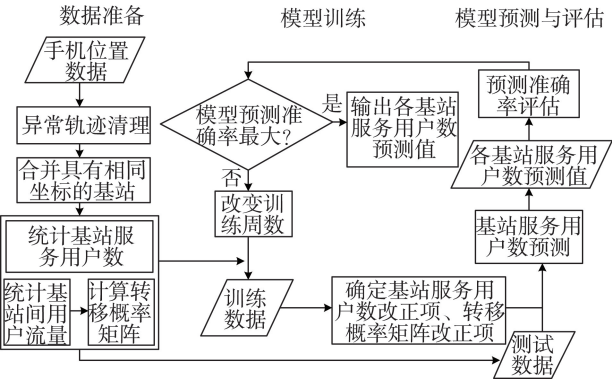 数据准备
模型训练
模型预测与评估
手机位置
数据
异常轨迹清理
合并具有相同
坐标的基站
统计基站服
务用户数
统计基
站间用
户流量
计算转
移概率
矩阵
模型预测准
确率最大?
是
否
输出各基站
服务用户数
预测值
改变训
练周数
训练
数据
确定基站服务用
户数改正项、转移
概率矩阵改正项
预测准确
率评估
各基站服务用
户数预测值
基站服务用
户数预测
测试
数据